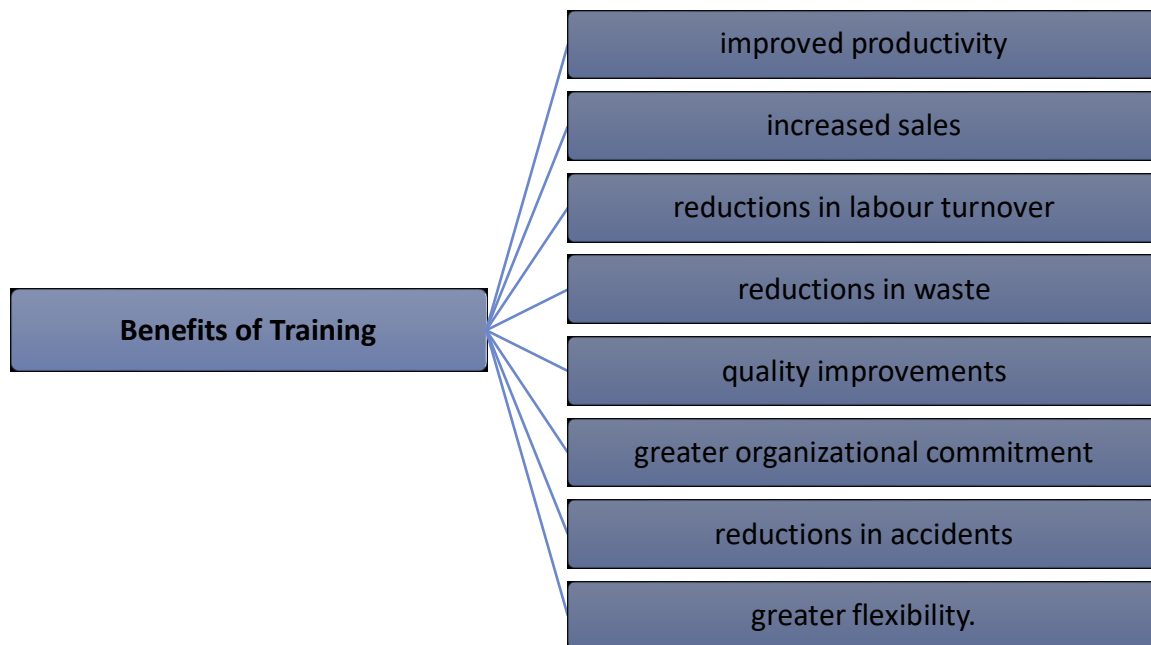 Benefits of Training
improved productivity
increased sales
reductions in labour turnover
reductions in waste
quality improvements
greater organizational commitment
reductions in accidents
greater flexibility.